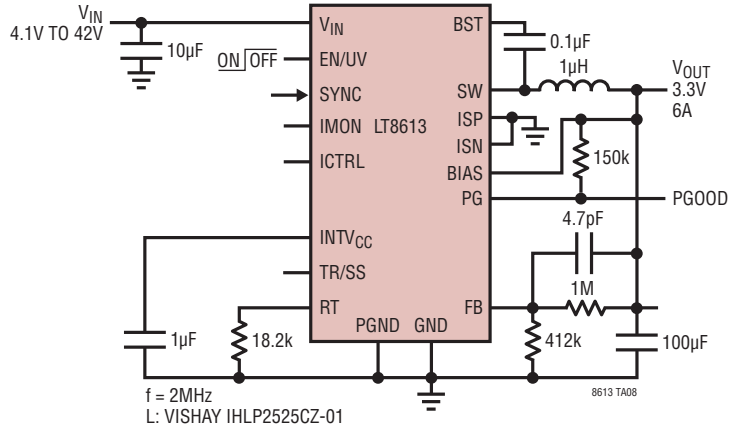 VIN
4.1V TO 42V
10µF
ON OFF
VIN
EN/UV
SYNC
IMON
ICTRL
LT8613
INTVCC
TR/SS
RT
PGND
GND
BST
SW
ISP
ISN
BIAS
PG
FB
0.1µF
1µH
VOUT
3.3V
6A
150k
PGOOD
4.7pF
1M
412k
100µF
1µF
18.2k
8613 TA08
f = 2MHz
L: VISHAY IHLP2525CZ-01